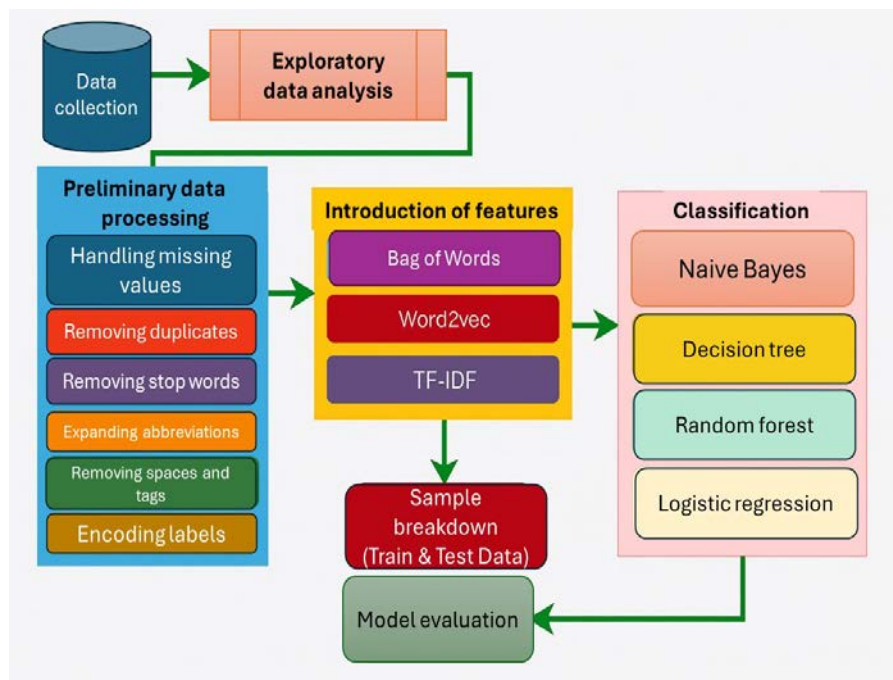 Data
collection
Exploratory
data analysis
Preliminary data
processing
Handling missing
values
Removing duplicates
Removing stop words
Expanding abbreviations
Removing spaces and
tags
Encoding labels
Introduction of features
Bag of Words
Word2vec
TF-IDF
Sample
breakdown
(Train & Test Data)
Model evaluation
Classification
Naive Bayes
Decision tree
Random forest
Logistic regression